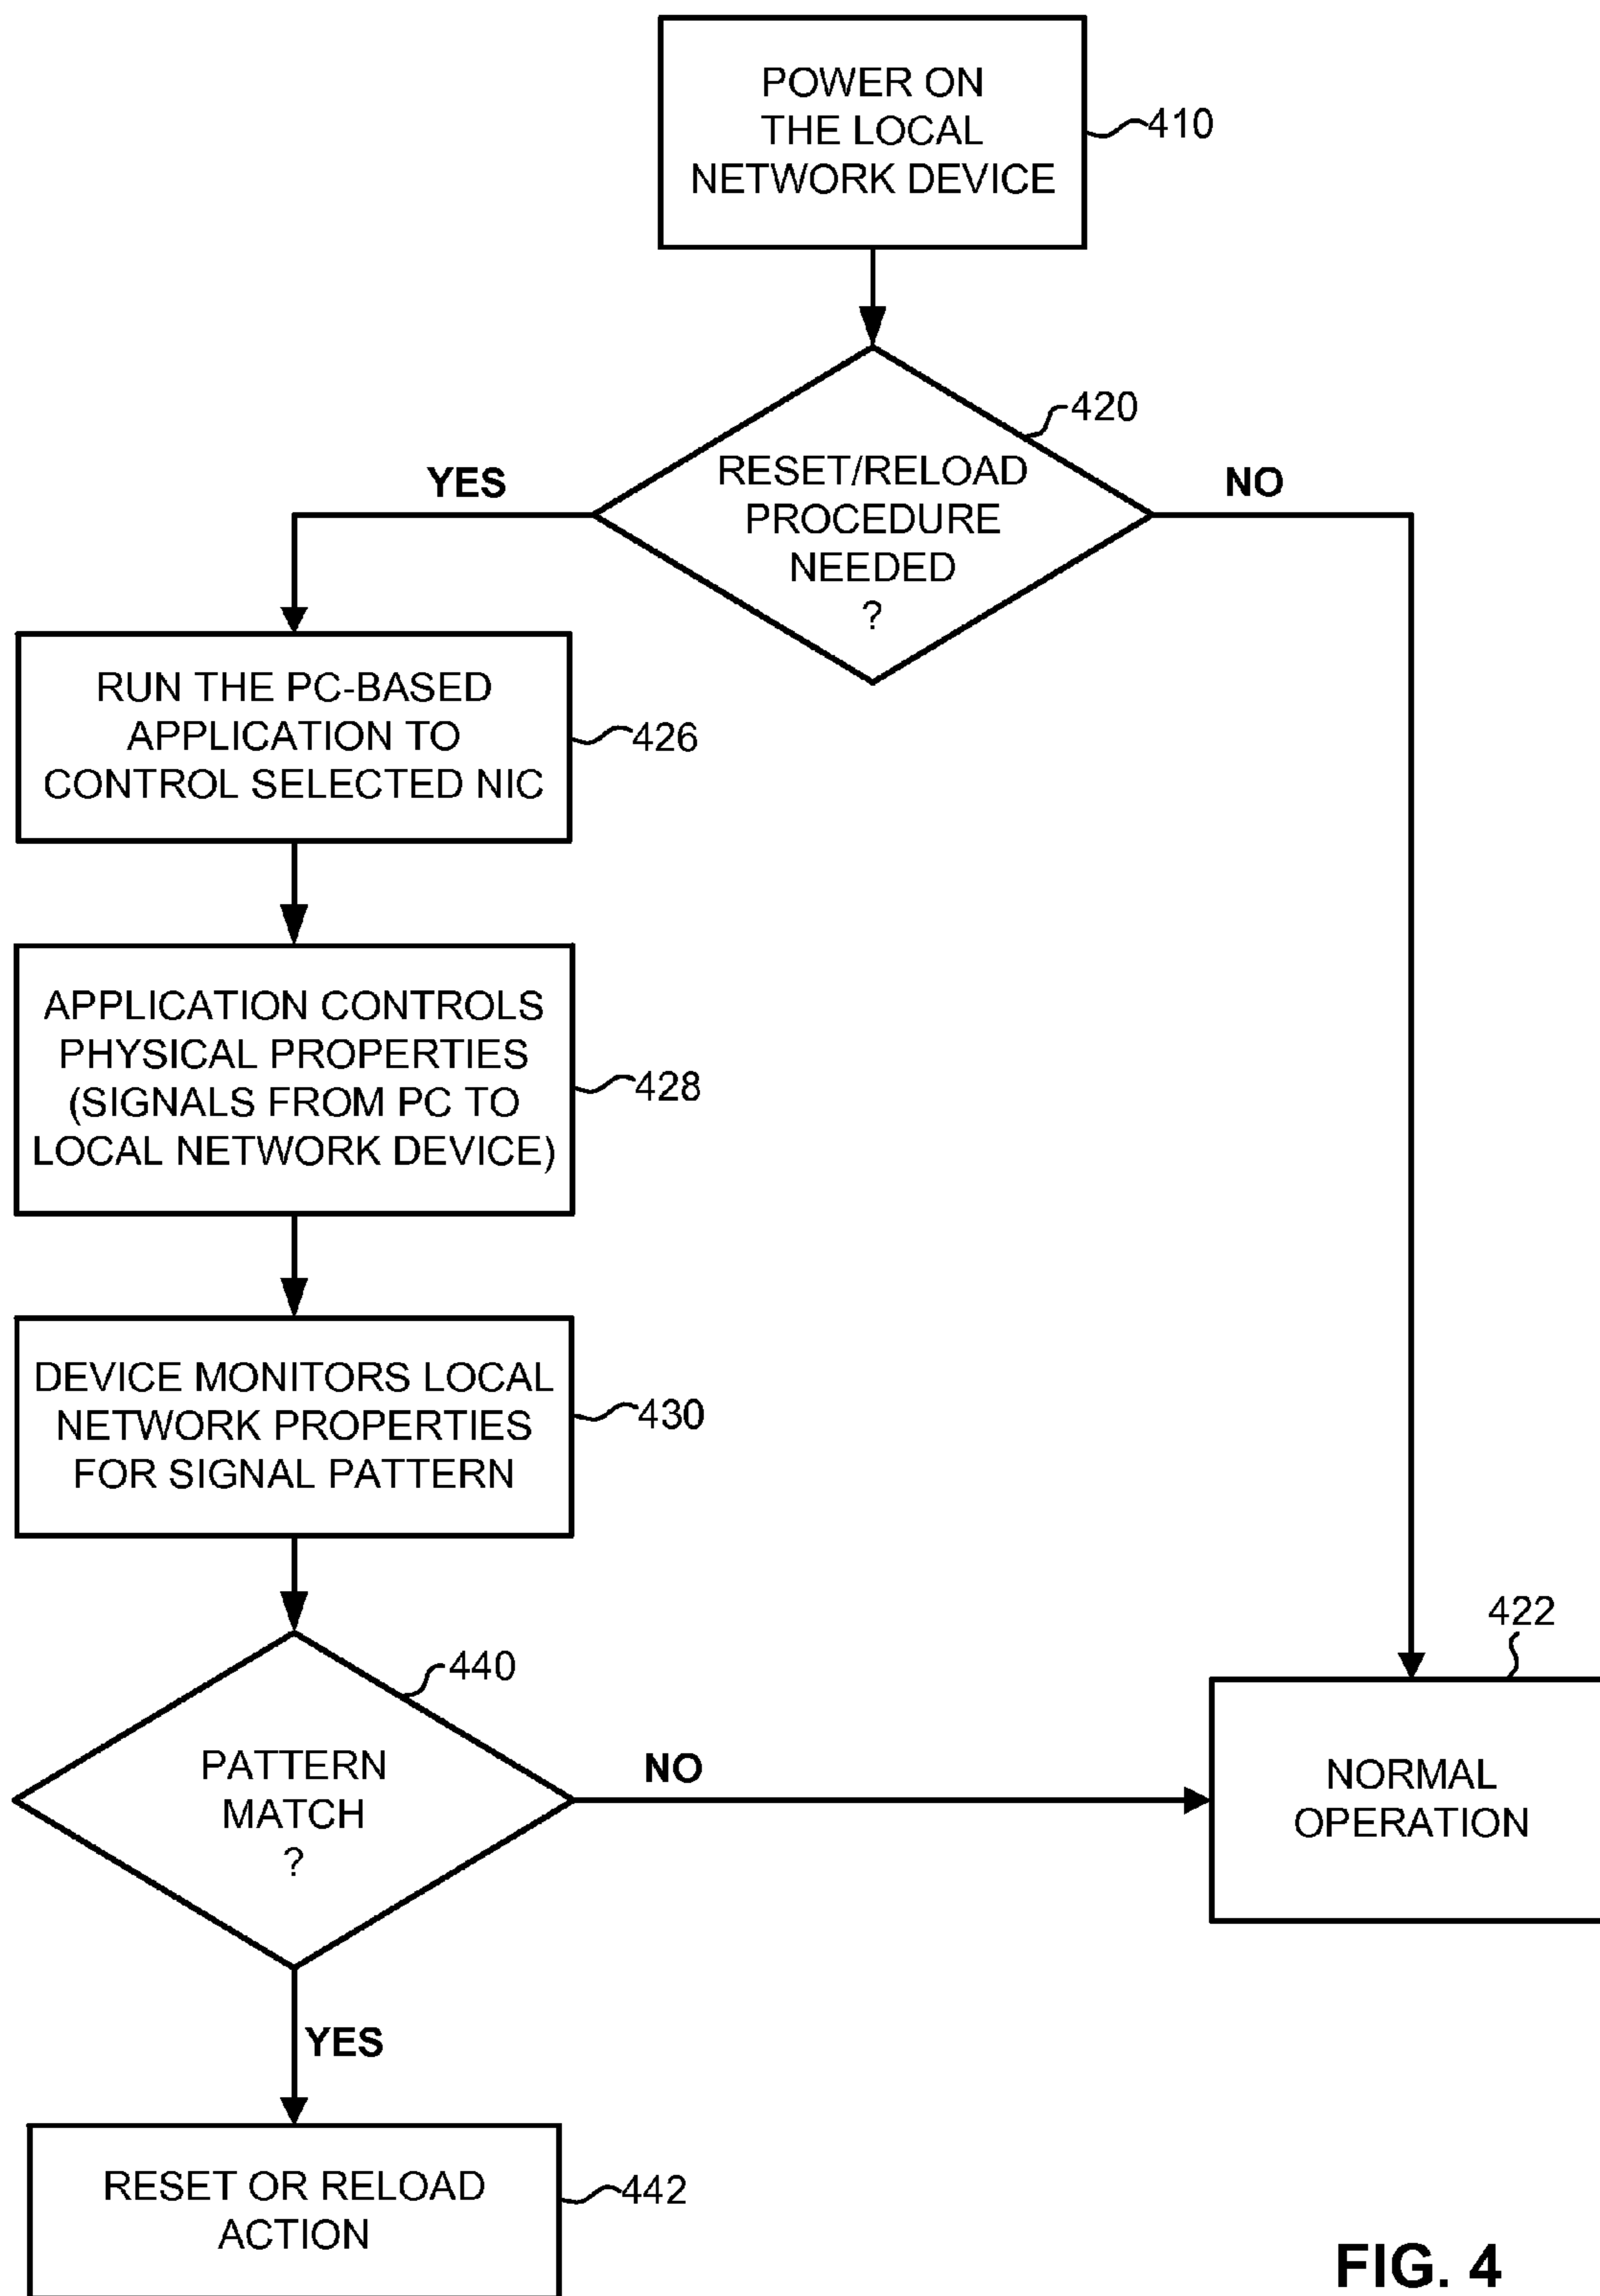 POWER ON
THE LOCAL
NETWORK DEVICE
410
420
RESET/RELOAD
PROCEDURE
NEEDED
?
YES
NO
RUN THE PC-BASED
APPLICATION TO
CONTROL SELECTED NIC
426
APPLICATION CONTROLS
PHYSICAL PROPERTIES
(SIGNALS FROM PC TO
LOCAL NETWORK DEVICE)
428
DEVICE MONITORS LOCAL
NETWORK PROPERTIES
FOR SIGNAL PATTERN
430
440
PATTERN
MATCH
?
NO
422
NORMAL
OPERATION
YES
RESET OR RELOAD
ACTION
442
FIG. 4